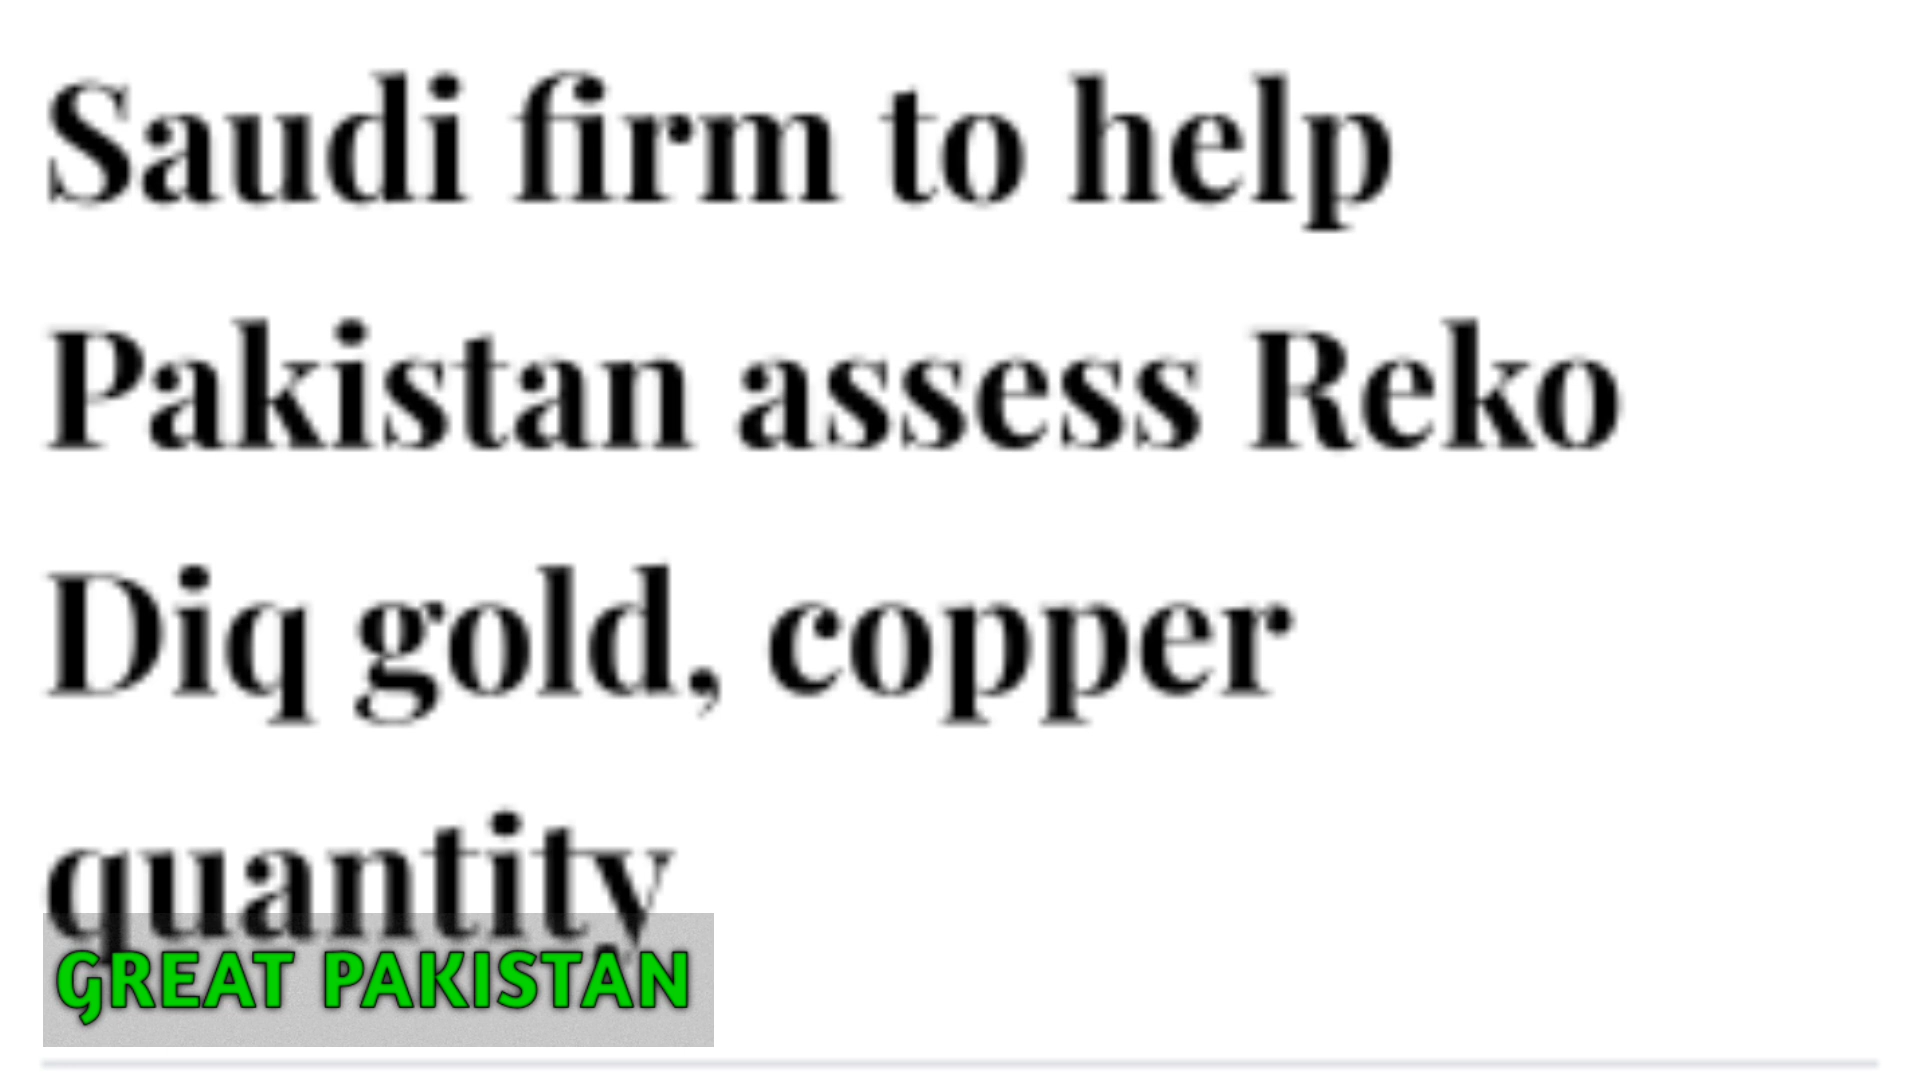 Saudi firm to help
Pakistan assess Reko
Diq gold, copper
quantity
GREAT PAKISTAN